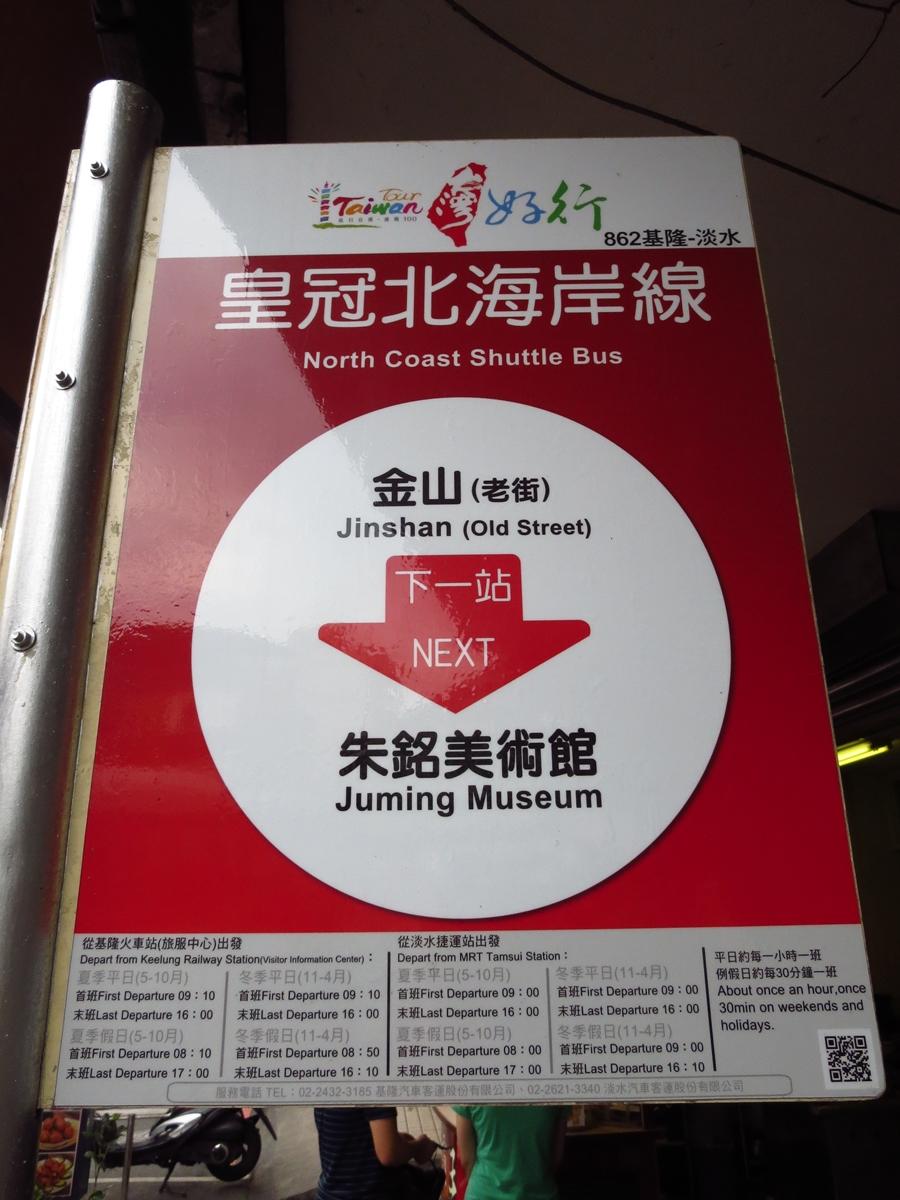 Tour
Taiwan
旅行台灣・感動100
台灣好行
862基隆-淡水
皇冠北海岸線
North Coast Shuttle Bus
金山(老街)
Jinshan (Old Street)
下一站
NEXT
朱銘美術館
Juming Museum
從基隆火車站(旅服中心)出發
Depart from Keelung Railway Station(Visitor Information Center)：
夏季平日(5-10月)
首班First Departure 09：10
末班Last Departure 16：00
夏季假日(5-10月)
首班First Departure 08：10
末班Last Departure 17：00
冬季平日(11-4月)
首班First Departure 09：10
末班Last Departure 16：00
冬季假日(11-4月)
首班First Departure 08：50
末班Last Departure 16：10
從淡水捷運站出發
Depart from MRT Tamsui Station：
夏季平日(5-10月)
首班First Departure 09：00
末班Last Departure 16：00
夏季假日(5-10月)
首班First Departure 08：00
末班Last Departure 17：00
冬季平日(11-4月)
首班First Departure 09：00
末班Last Departure 16：00
冬季假日(11-4月)
首班First Departure 09：00
末班Last Departure 16：10
平日約每一小時一班
例假日約每30分鐘一班
About once an hour,once
30min on weekends and
holidays.
服務電話 TEL：02-2432-3185 基隆汽車客運股份有限公司、02-2621-3340 淡水汽車客運股份有限公司